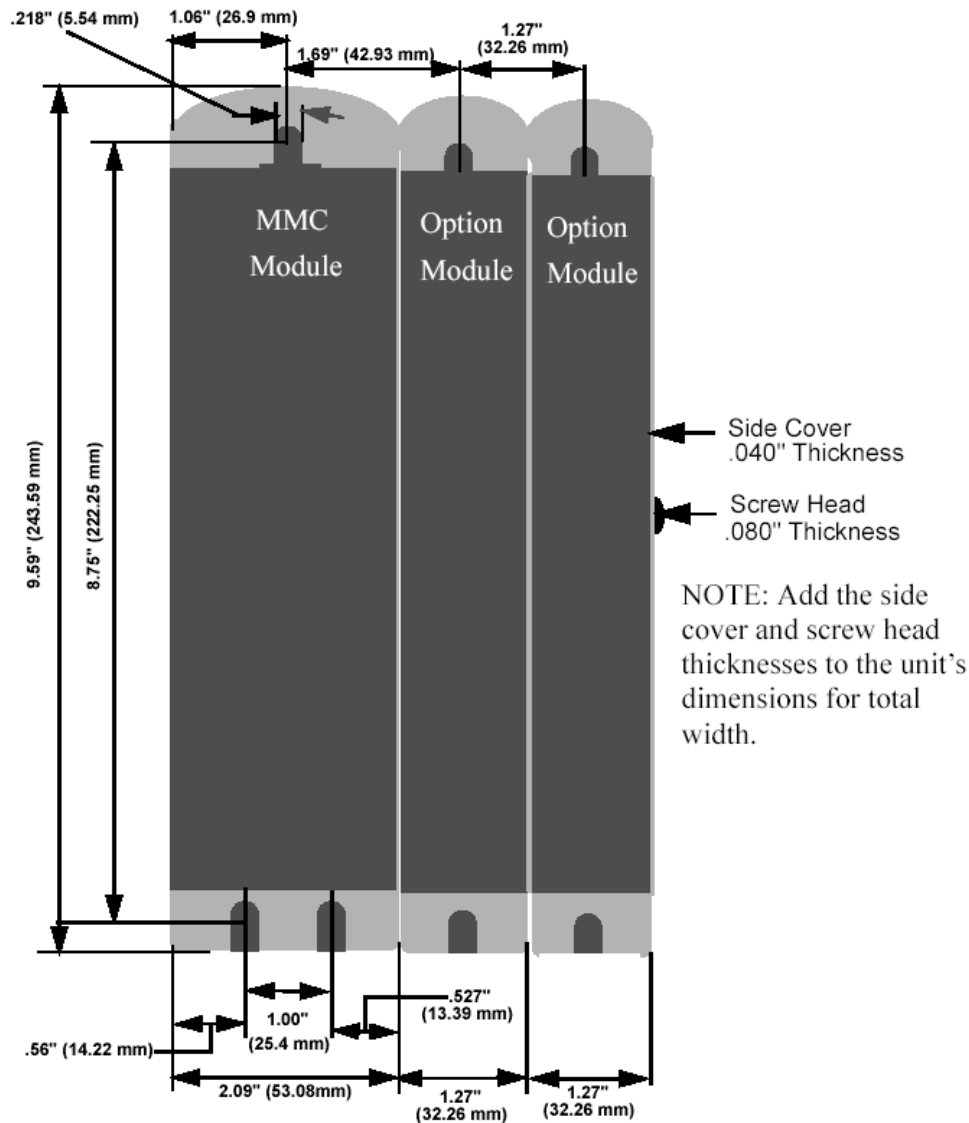 .218" (5.54 mm)
1.06" (26.9 mm)
1.69" (42.93 mm)
1.27"
(32.26 mm)
MMC
Module
Option
Module
Option
Module
9.59" (243.59 mm)
8.75" (222.25 mm)
Side Cover
.040" Thickness
Screw Head
.080" Thickness
NOTE: Add the side
cover and screw head
thicknesses to the unit's
dimensions for total
width.
.56" (14.22 mm)
1.00"
(25.4 mm)
.527"
(13.39 mm)
2.09" (53.08mm)
1.27"
(32.26 mm)
1.27"
(32.26 mm)